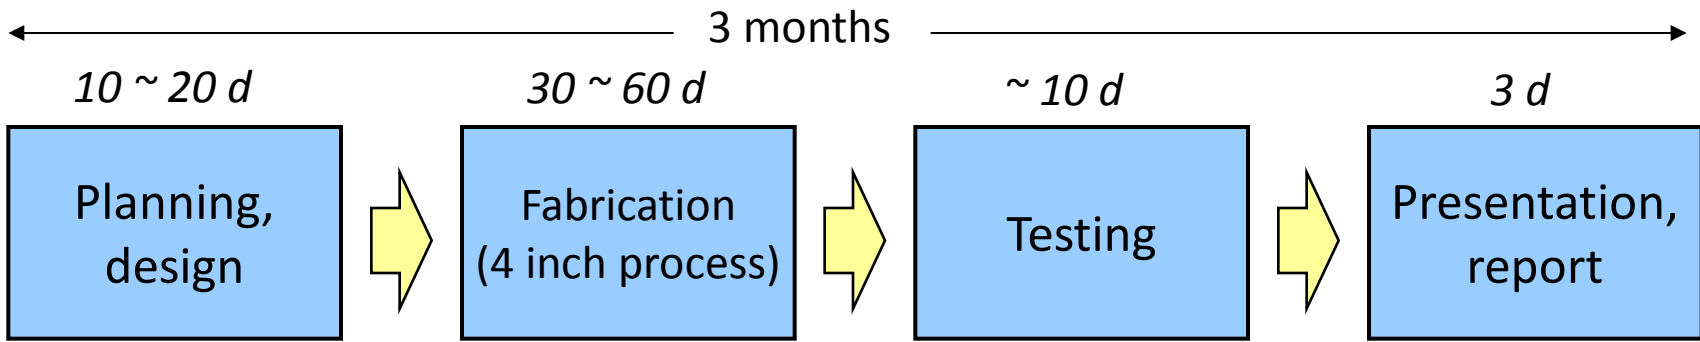 3 months
10 ~ 20 d
30 ~ 60 d
~ 10 d
3 d
Planning,
design
Fabrication
(4 inch process)
Testing
Presentation,
report